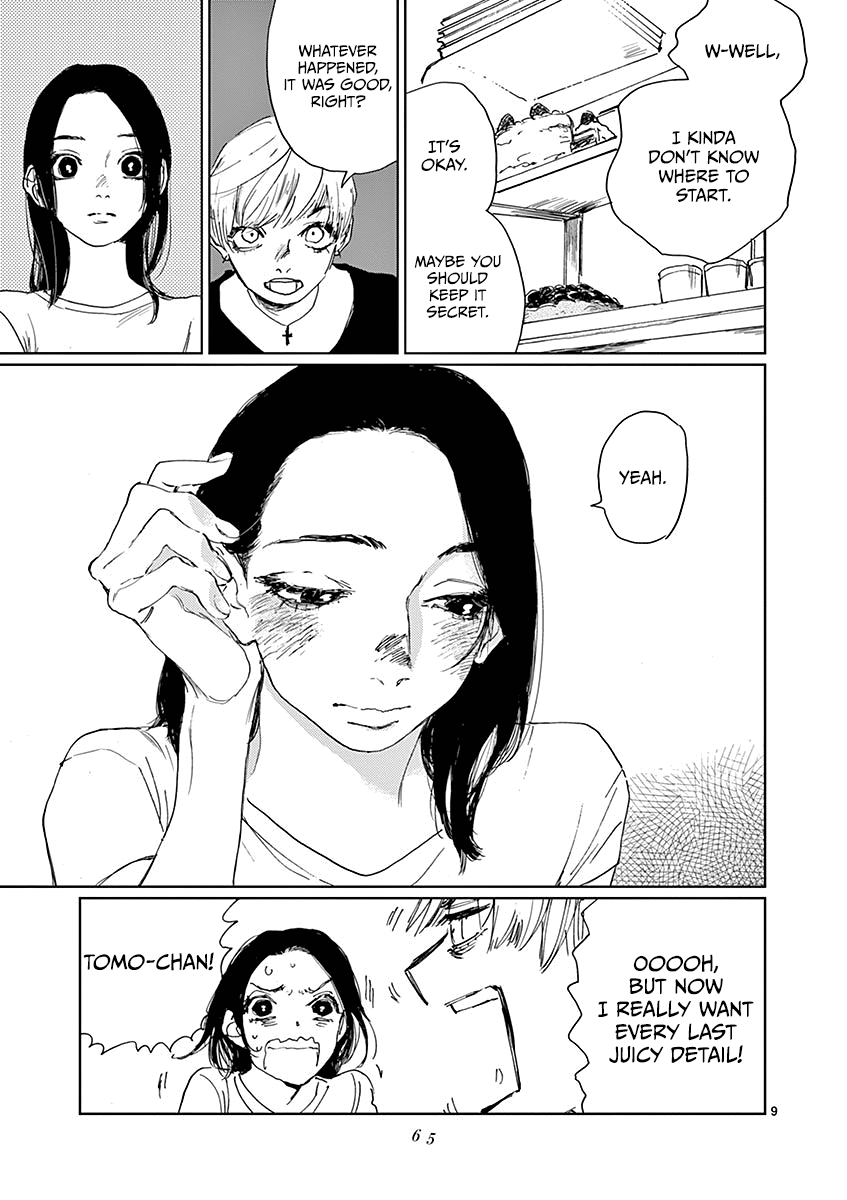 W-WELL,
I KINDA
DON'T KNOW
WHERE TO
START.
IT'S
OKAY.
MAYBE YOU
SHOULD
KEEP IT
SECRET.
WHATEVER
HAPPENED,
IT WAS GOOD,
RIGHT?
YEAH.
OOOOH,
BUT NOW
I REALLY WANT
EVERY LAST
JUICY DETAIL!
TOMO-CHAN!
9
65